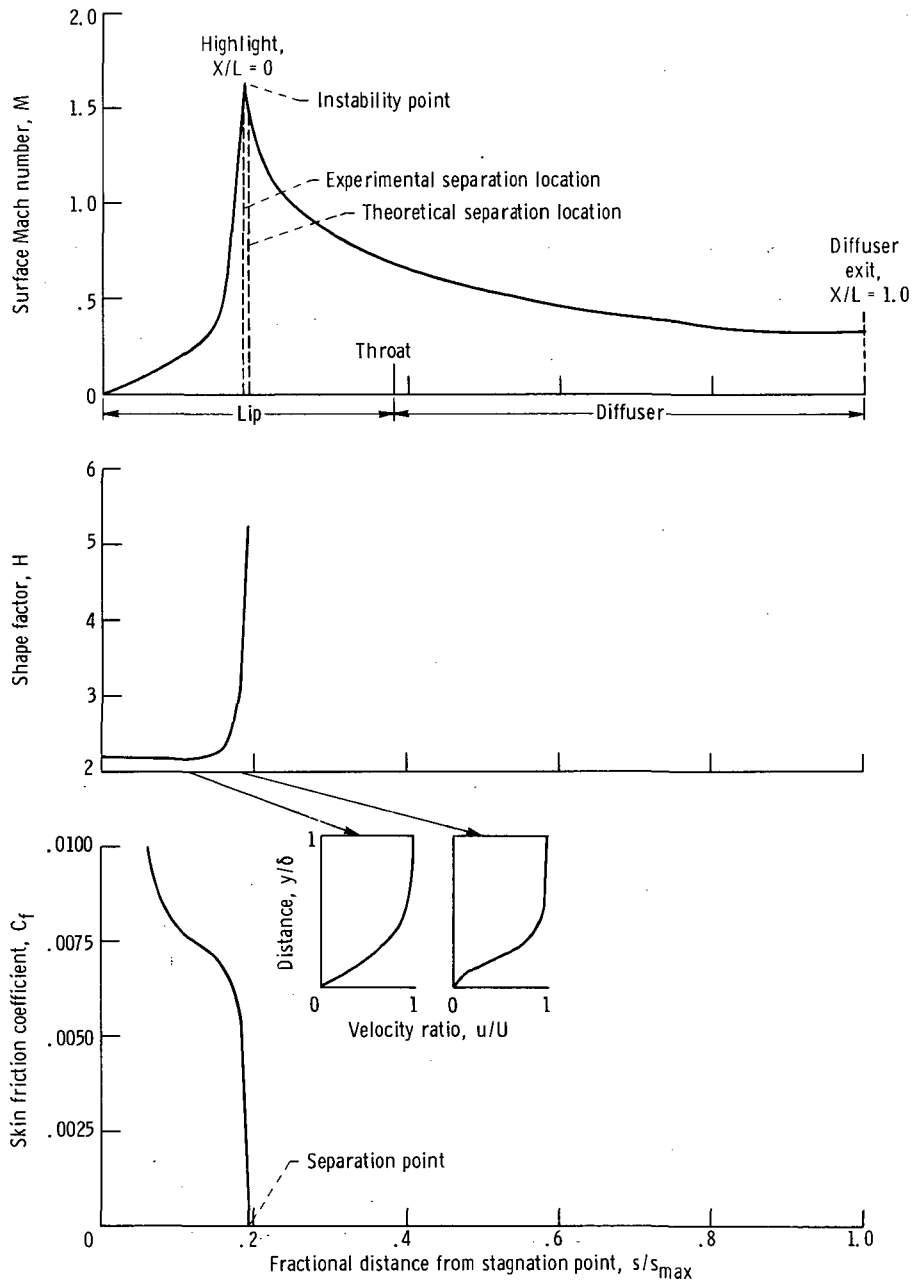 2.0
Highlight,
X/L = 0
Instability point
1.5
Experimental separation location
1.0
Theoretical separation location
Surface Mach number, M
Diffuser
exit,
X/L = 1.0
.5
Throat
0
Lip
Diffuser
6
5
4
3
2
Shape factor, H
.0100
.0075
.0050
.0025
0
Skin friction coefficient, Cf
1
Distance, y/δ
0
1
0
1
Velocity ratio, u/U
Separation point
.2
.4
.6
.8
1.0
Fractional distance from stagnation point, s/smax